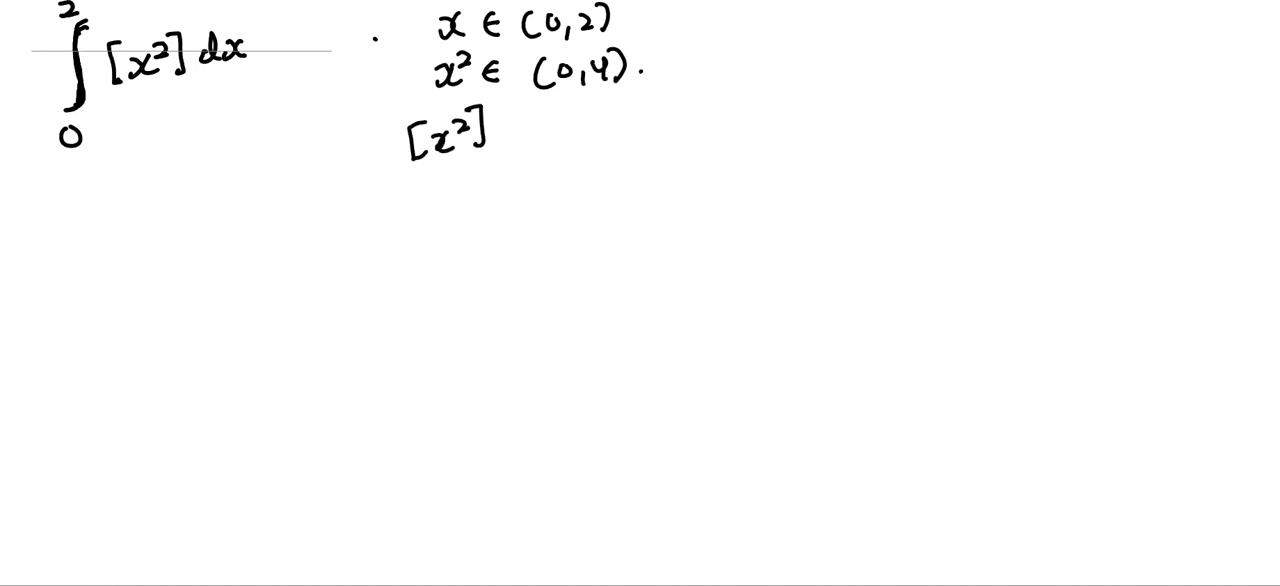 ∫₀² [x²] dx
x ∈ (0,2)
x² ∈ (0,4).
[x²]